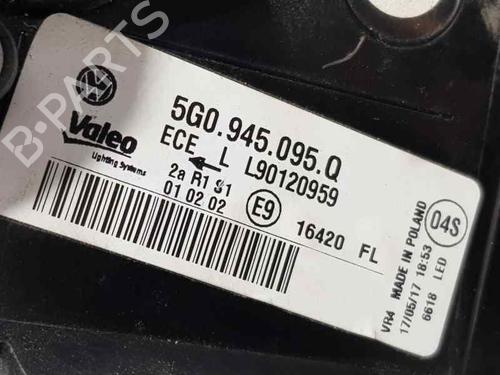 B-PARTS
Valeo
Lighting Systems
5G0.945.095.Q
ECE L L90120959
2a R1 S1
01 02 02
E9
16420 FL
04S
VR4 MADE IN POLAND
17/05/17 18:53
6618 LED